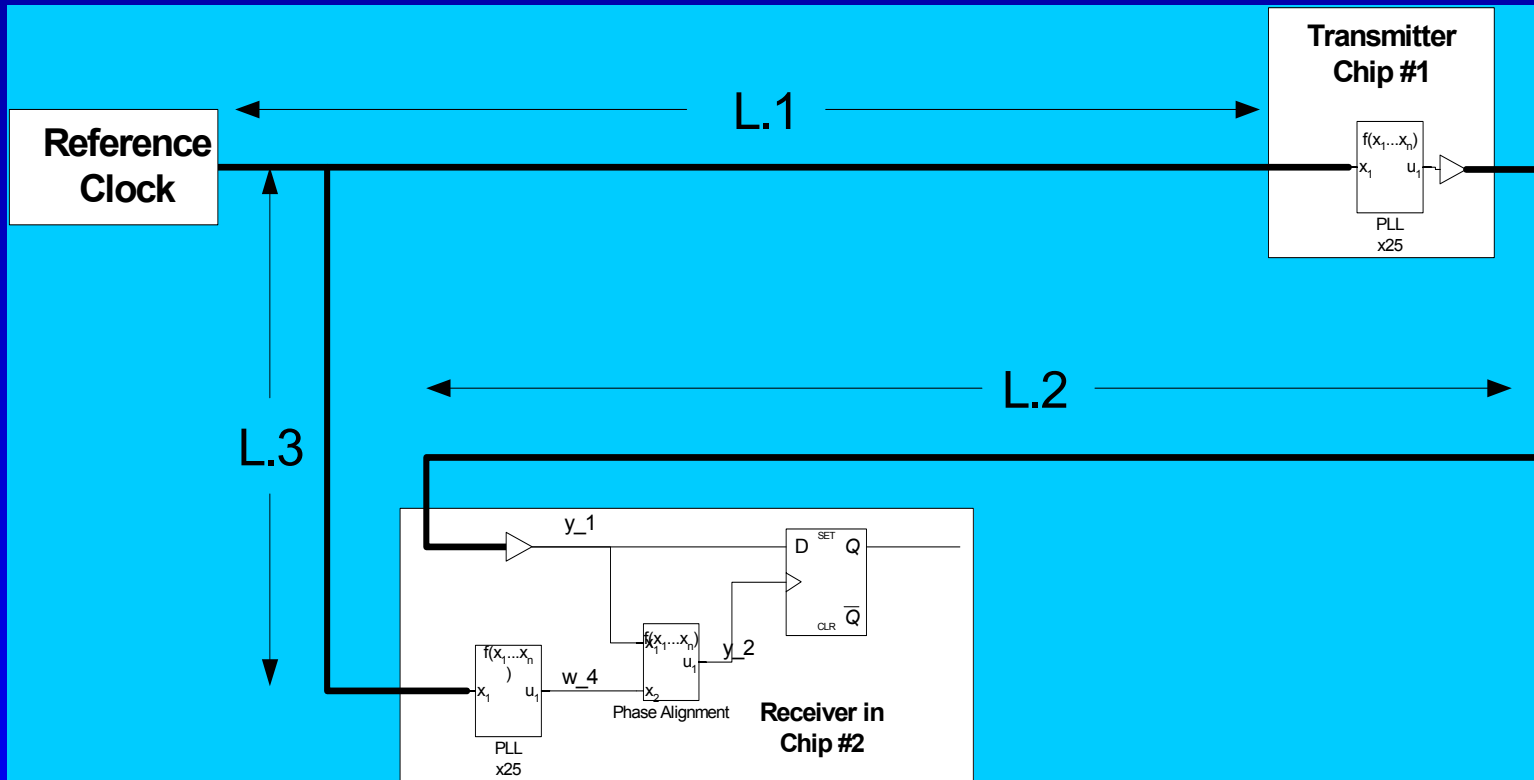 Transmitter
Chip #1
L.1
Reference
Clock
f(x₁...xₙ)
x₁
u₁
PLL
x25
L.2
L.3
y_1
D
SET
Q
CLR
Q̅
f(x₁...xₙ)
x₁
u₁
y_2
x₂
Phase Alignment
f(x₁...xₙ
)
x₁
u₁
w_4
PLL
x25
Receiver in
Chip #2